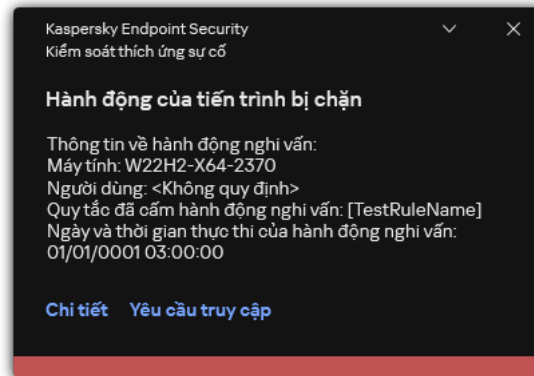 Kaspersky Endpoint Security
Kiểm soát thích ứng sự cố
Hành động của tiến trình bị chặn
Thông tin về hành động nghi vấn:
Máy tính: W22H2-X64-2370
Người dùng: <Không quy định>
Quy tắc đã cấm hành động nghi vấn: [TestRuleName]
Ngày và thời gian thực thi của hành động nghi vấn:
01/01/0001 03:00:00
Chi tiết Yêu cầu truy cập